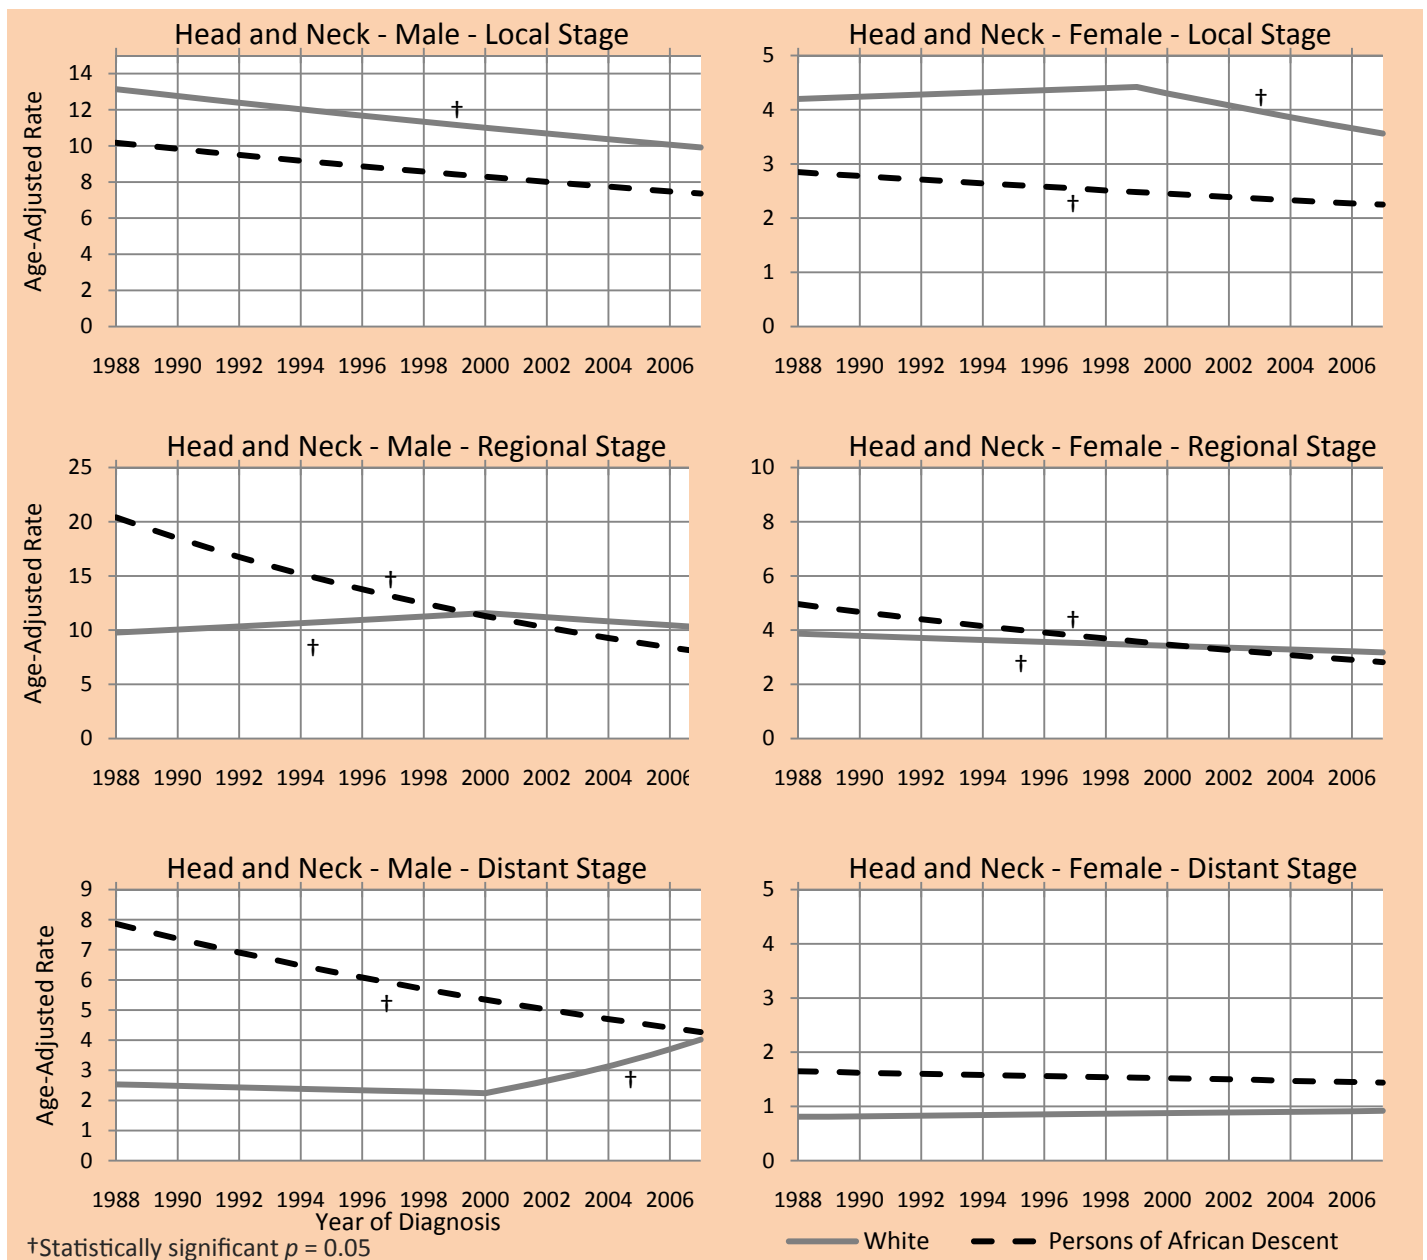 Head and Neck - Male - Local Stage
Age-Adjusted Rate
14
12
10
8
6
4
2
0
†
1988 1990 1992 1994 1996 1998 2000 2002 2004 2006
Head and Neck - Female - Local Stage
5
4
3
2
1
0
†
†
1988 1990 1992 1994 1996 1998 2000 2002 2004 2006
Head and Neck - Male - Regional Stage
Age-Adjusted Rate
25
20
15
10
5
0
†
†
1988 1990 1992 1994 1996 1998 2000 2002 2004 2006
Head and Neck - Female - Regional Stage
10
8
6
4
2
0
†
†
1988 1990 1992 1994 1996 1998 2000 2002 2004 2006
Head and Neck - Male - Distant Stage
Age-Adjusted Rate
9
8
7
6
5
4
3
2
1
0
†
†
1988 1990 1992 1994 1996 1998 2000 2002 2004 2006
Year of Diagnosis
Head and Neck - Female - Distant Stage
5
4
3
2
1
0
1988 1990 1992 1994 1996 1998 2000 2002 2004 2006
White Persons of African Descent
†Statistically significant p = 0.05